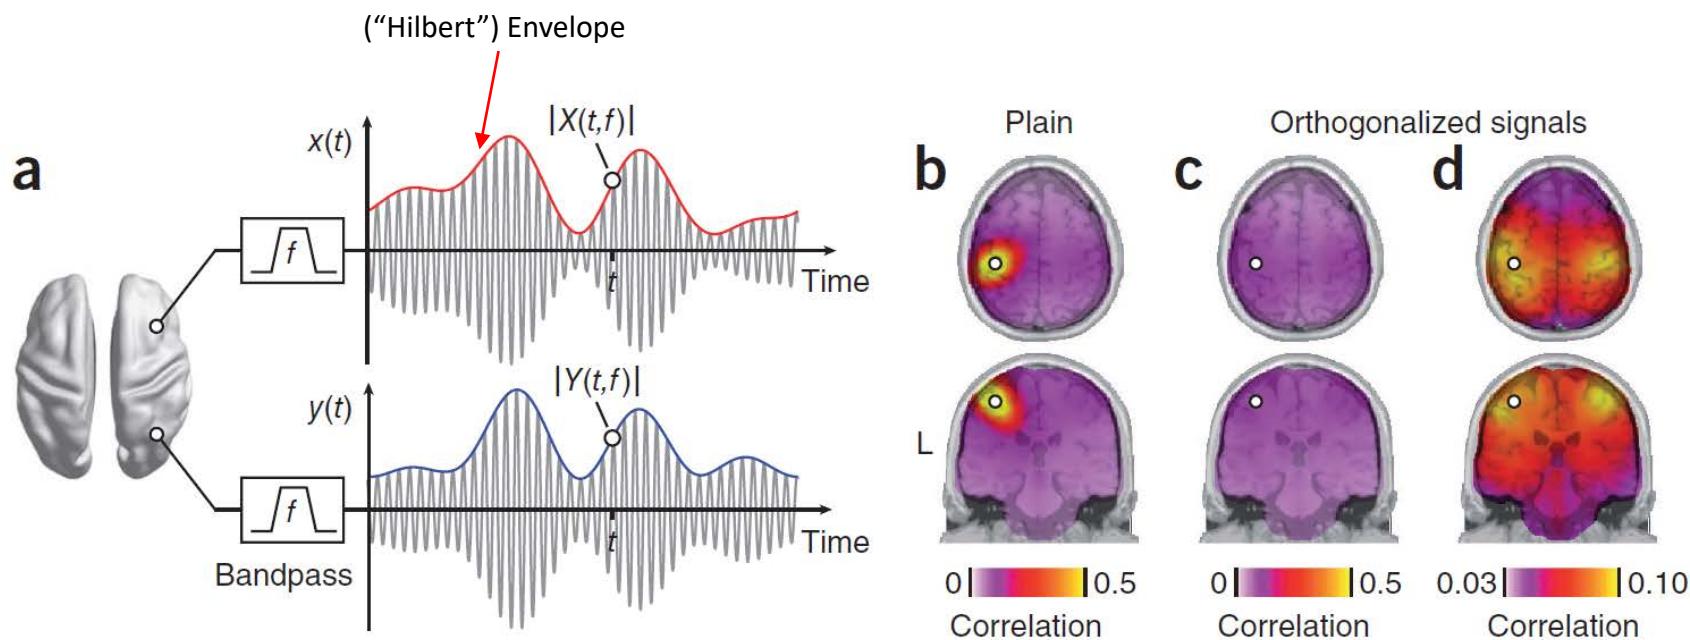 (“Hilbert”) Envelope
a
x(t)
|X(t,f)|
f
t
Time
y(t)
|Y(t,f)|
f
t
Time
Bandpass
Plain
Orthogonalized signals
b
c
d
L
0 0.5
Correlation
0 0.5
Correlation
0.03 0.10
Correlation